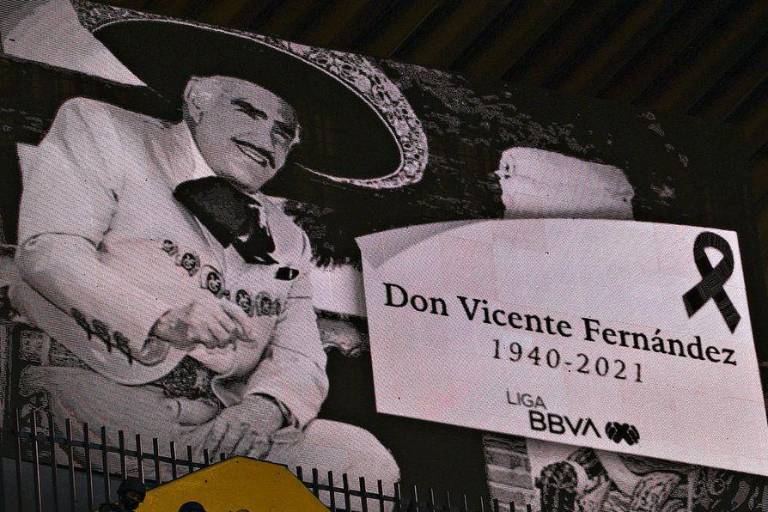 Don Vicente Fernández
1940-2021
LIGA
BBVA